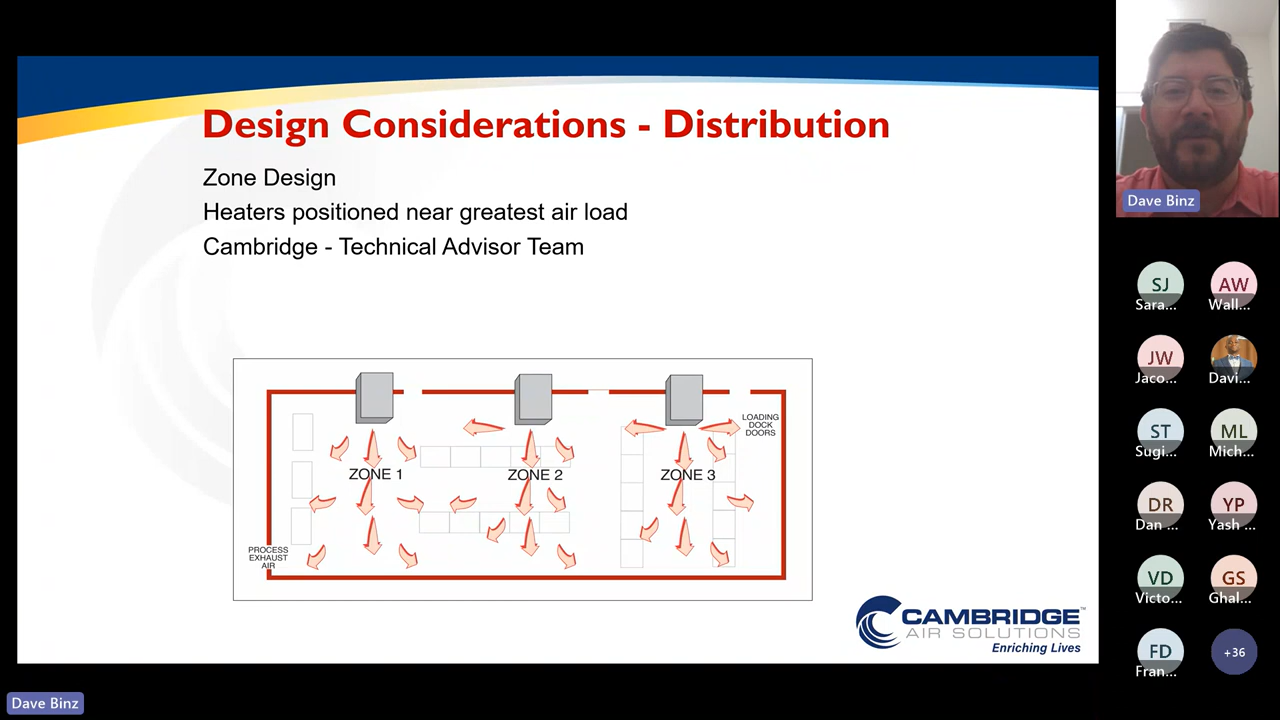 Design Considerations - Distribution
Zone Design
Heaters positioned near greatest air load
Cambridge - Technical Advisor Team
LOADING
DOCK
DOORS
ZONE 1
ZONE 2
ZONE 3
PROCESS
EXHAUST
AIR
CAMBRIDGE™
AIR SOLUTIONS
Enriching Lives
Dave Binz
Dave Binz
SJ
Sara...
AW
Wall...
JW
Jaco...
Davi...
ST
Sugi...
ML
Mich...
DR
Dan ...
YP
Yash ...
VD
Victo...
GS
Ghal...
FD
Fran...
+36